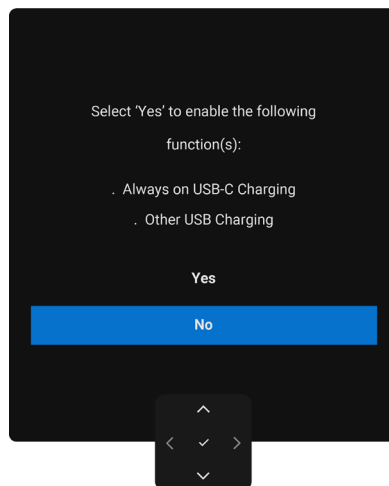 Select ‘Yes’ to enable the following
function(s):
. Always on USB-C Charging
. Other USB Charging
Yes
No